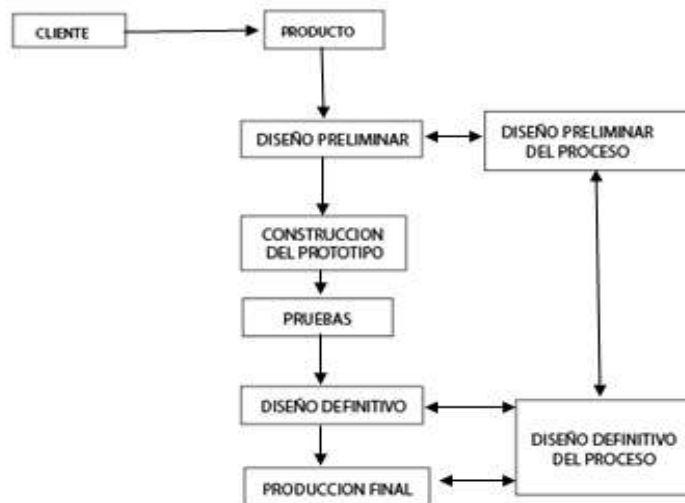 CLIENTE
PRODUCTO
DISEÑO PRELIMINAR
DISEÑO PRELIMINAR
DEL PROCESO
CONSTRUCCION
DEL PROTOTIPO
PRUEBAS
DISEÑO DEFINITIVO
DISEÑO DEFINITIVO
DEL PROCESO
PRODUCCION FINAL